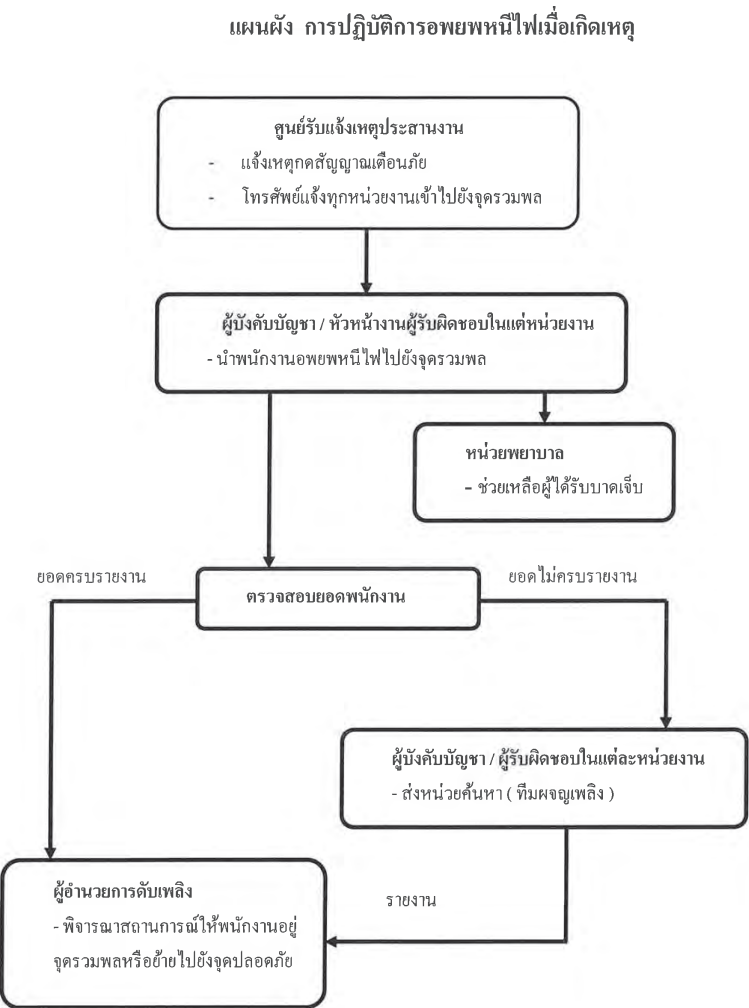 แผนผัง การปฏิบัติการอพยพหนีไฟเมื่อเกิดเหตุ
ศูนย์รับแจ้งเหตุประสานงาน
- แจ้งเหตุกดสัญญาณเตือนภัย
- โทรศัพย์แจ้งทุกหน่วยงานเข้าไปยังจุดรวมพล
ผู้บังคับบัญชา / หัวหน้างานผู้รับผิดชอบในแต่หน่วยงาน
- นำพนักงานอพยพหนีไฟไปยังจุดรวมพล
หน่วยพยาบาล
- ช่วยเหลือผู้ได้รับบาดเจ็บ
ยอดครบรายงาน
ตรวจสอบยอดพนักงาน
ยอดไม่ครบรายงาน
ผู้บังคับบัญชา / ผู้รับผิดชอบในแต่ละหน่วยงาน
- ส่งหน่วยค้นหา ( ทีมผจญเพลิง )
ผู้อำนวยการดับเพลิง
- พิจารณาสถานการณ์ให้พนักงานอยู่
จุดรวมพลหรือย้ายไปยังจุดปลอดภัย
รายงาน